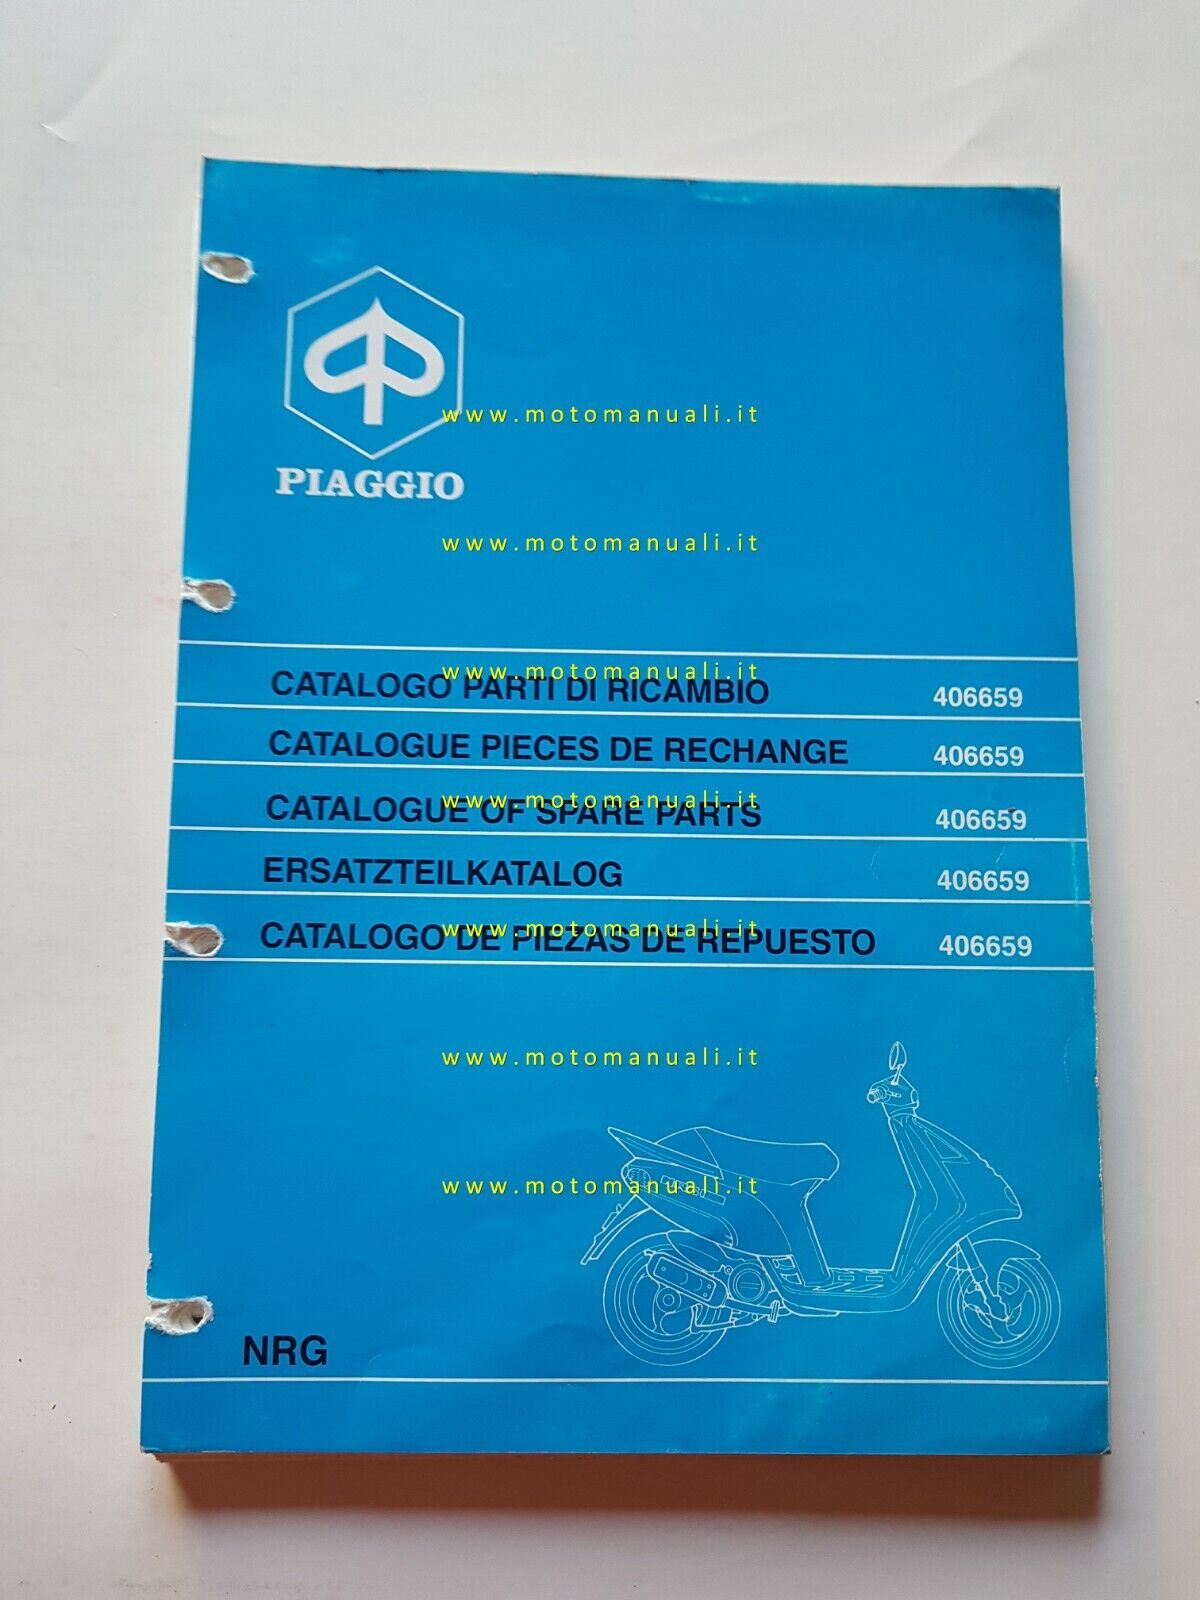 www.motomanuali.it
PIAGGIO
www.motomanuali.it
www.motomanuali.it
CATALOGO PARTI DI RICAMBIO 406659
CATALOGUE PIECES DE RECHANGE 406659
www.motomanuali.it
CATALOGUE OF SPARE PARTS 406659
ERSATZTEILKATALOG 406659
www.motomanuali.it
CATALOGO DE PIEZAS DE REPUESTO 406659
www.motomanuali.it
www.motomanuali.it
NRG